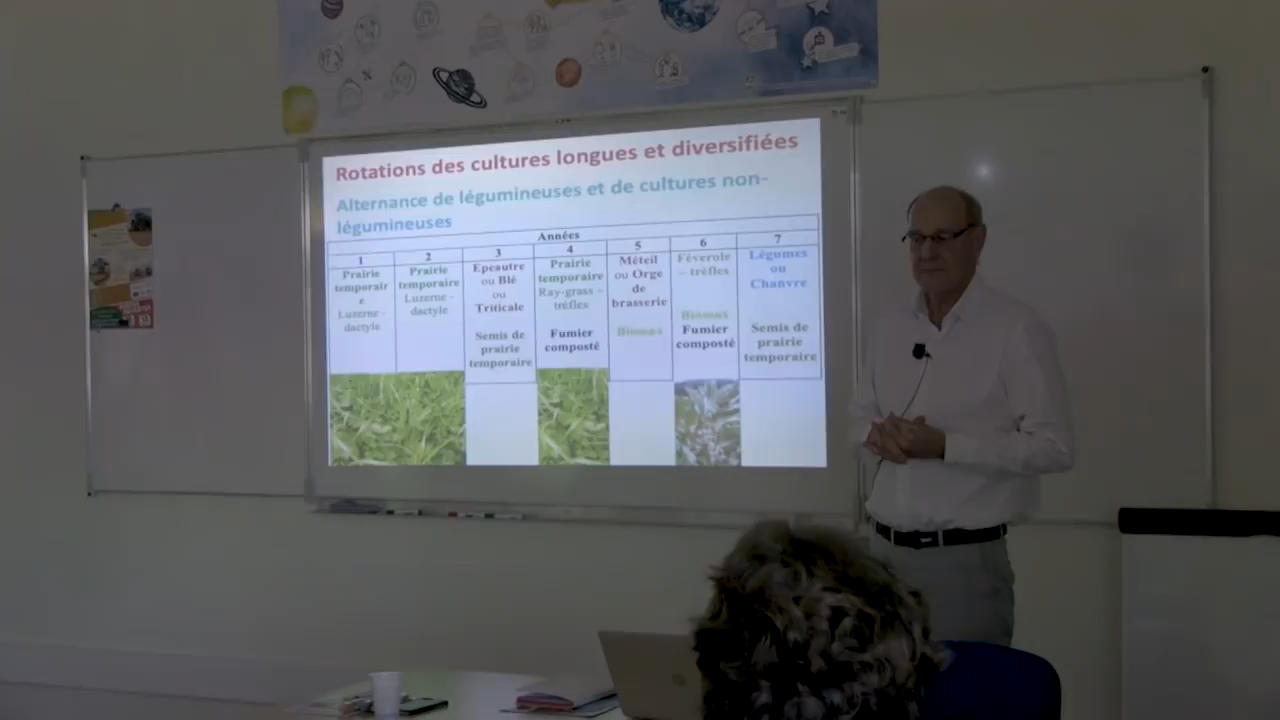 Rotations des cultures longues et diversifiées
Alternance de légumineuses et de cultures non-
légumineuses
Années
1 2 3 4 5 6 7
Prairie
temporair
e
Luzerne -
dactyle
Prairie
temporaire
Luzerne -
dactyle
Epeautre
ou Blé
ou
Triticale
Semis de
prairie
temporaire
Prairie
temporaire
Ray-grass –
trèfles
Fumier
composté
Méteil
ou Orge
de
brasserie
Biomax
Féverole
– trèfles
Biomax
Fumier
composté
Légumes
ou
Chanvre
Semis de
prairie
temporaire